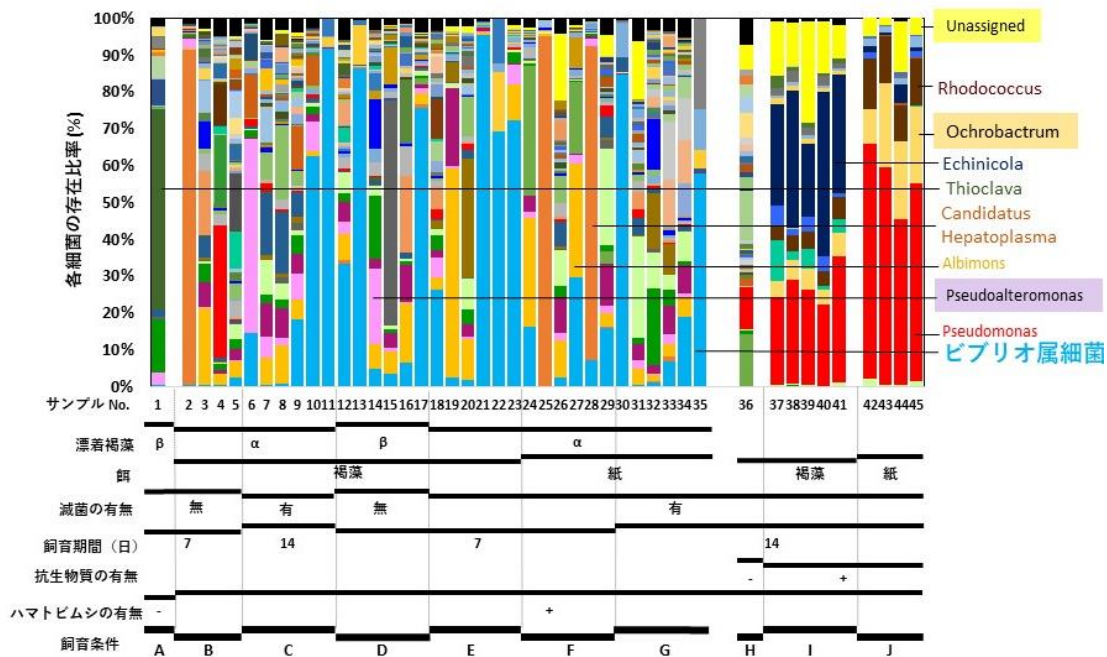 各細菌の存在比率(%)
100%
90%
80%
70%
60%
50%
40%
30%
20%
10%
0%
Unassigned
Rhodococcus
Ochrobactrum
Echinicola
Thioclava
Candidatus
Hepatoplasma
Albimons
Pseudoalteromonas
Pseudomonas
ビブリオ属細菌
サンプル No. 1 2 3 4 5 6 7 8 9 10 11 12 13 14 15 16 17 18 19 20 21 22 23 24 25 26 27 28 29 30 31 32 33 34 35 36 37 38 39 40 41 42 43 44 45
漂着褐藻 β α β α
餌 褐藻 紙 褐藻 紙
滅菌の有無 無 有 無 有
飼育期間(日) 7 14 7 14
抗生物質の有無 - +
ハマトビムシの有無 - +
飼育条件 A B C D E F G H I J